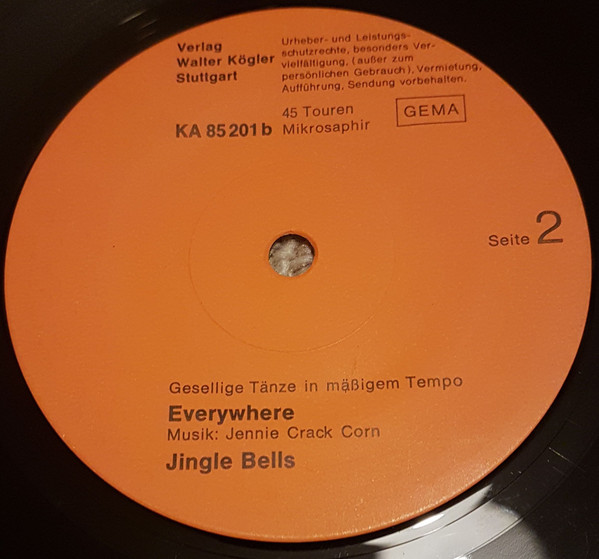 Verlag
Walter Kögler
Stuttgart
Urheber- und Leistungs-
schutzrechte, besonders Ver-
vielfältigung, (außer zum
persönlichen Gebrauch), Vermietung,
Aufführung, Sendung vorbehalten.
KA 85 201 b
45 Touren
Mikrosaphir
GEMA
Seite 2
Gesellige Tänze in mäßigem Tempo
Everywhere
Musik: Jennie Crack Corn
Jingle Bells